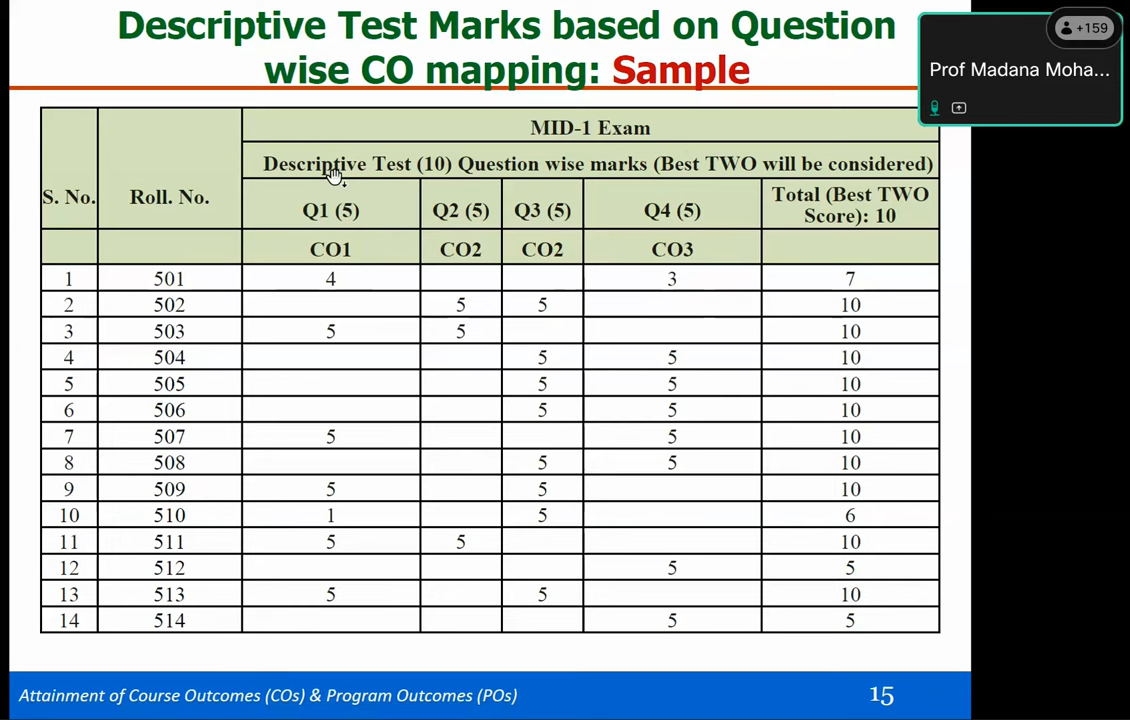 Descriptive Test Marks based on Question
wise CO mapping: Sample
+159
Prof Madana Moha...
MID-1 Exam
Descriptive Test (10) Question wise marks (Best TWO will be considered)
S. No. Roll. No. Q1 (5) Q2 (5) Q3 (5) Q4 (5) Total (Best TWO
Score): 10
CO1 CO2 CO2 CO3
1 501 4 3 7
2 502 5 5 10
3 503 5 5 10
4 504 5 5 10
5 505 5 5 10
6 506 5 5 10
7 507 5 5 10
8 508 5 5 10
9 509 5 5 10
10 510 1 5 6
11 511 5 5 10
12 512 5 5
13 513 5 5 10
14 514 5 5
Attainment of Course Outcomes (COs) & Program Outcomes (POs) 15